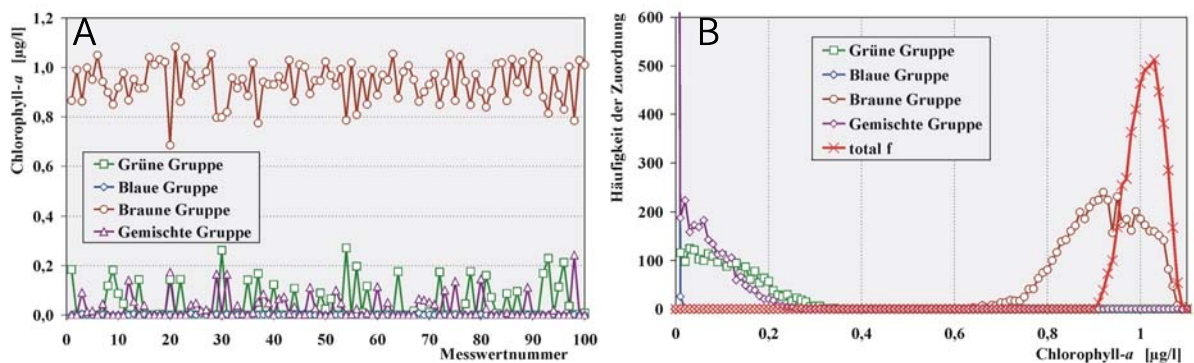 A
Chlorophyll-a [µg/l]
1,2
1,0
0,8
0,6
0,4
0,2
0,0
Grüne Gruppe
Blaue Gruppe
Braune Gruppe
Gemischte Gruppe
0 10 20 30 40 50 60 70 80 90 100
Messwertnummer
B
Häufigkeit der Zuordnung
600
500
400
300
200
100
0
Grüne Gruppe
Blaue Gruppe
Braune Gruppe
Gemischte Gruppe
total f
0 0,2 0,4 0,6 0,8 1
Chlorophyll-a [µg/l]